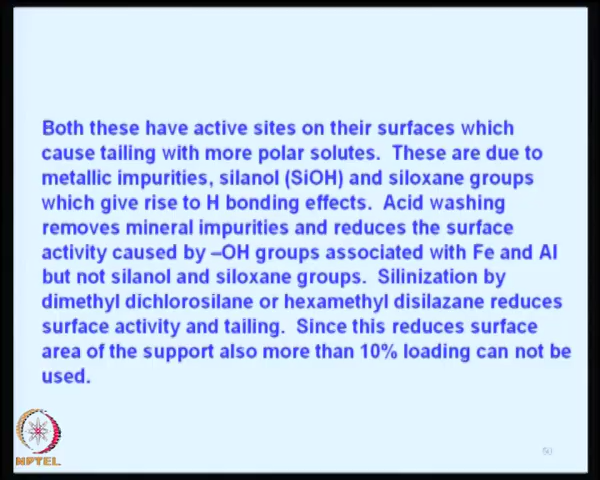 Both these have active sites on their surfaces which
cause tailing with more polar solutes. These are due to
metallic impurities, silanol (SiOH) and siloxane groups
which give rise to H bonding effects. Acid washing
removes mineral impurities and reduces the surface
activity caused by –OH groups associated with Fe and Al
but not silanol and siloxane groups. Silinization by
dimethyl dichlorosilane or hexamethyl disilazane reduces
surface activity and tailing. Since this reduces surface
area of the support also more than 10% loading can not be
used.
NPTEL